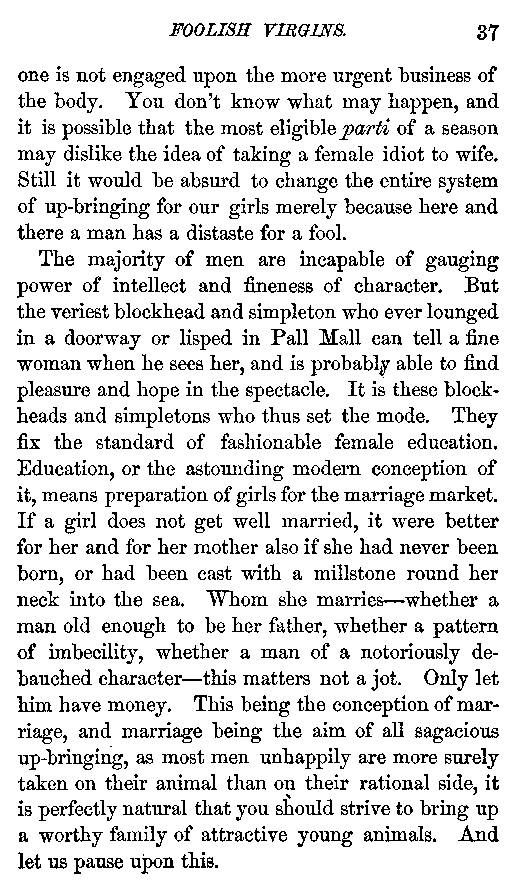 FOOLISH VIRGINS. 37
one is not engaged upon the more urgent business of
the body. You don't know what may happen, and
it is possible that the most eligible parti of a season
may dislike the idea of taking a female idiot to wife.
Still it would be absurd to change the entire system
of up-bringing for our girls merely because here and
there a man has a distaste for a fool.
The majority of men are incapable of gauging
power of intellect and fineness of character. But
the veriest blockhead and simpleton who ever lounged
in a doorway or lisped in Pall Mall can tell a fine
woman when he sees her, and is probably able to find
pleasure and hope in the spectacle. It is these block-
heads and simpletons who thus set the mode. They
fix the standard of fashionable female education.
Education, or the astounding modern conception of
it, means preparation of girls for the marriage market.
If a girl does not get well married, it were better
for her and for her mother also if she had never been
born, or had been cast with a millstone round her
neck into the sea. Whom she marries—whether a
man old enough to be her father, whether a pattern
of imbecility, whether a man of a notoriously de-
bauched character—this matters not a jot. Only let
him have money. This being the conception of mar-
riage, and marriage being the aim of all sagacious
up-bringing, as most men unhappily are more surely
taken on their animal than on their rational side, it
is perfectly natural that you should strive to bring up
a worthy family of attractive young animals. And
let us pause upon this.